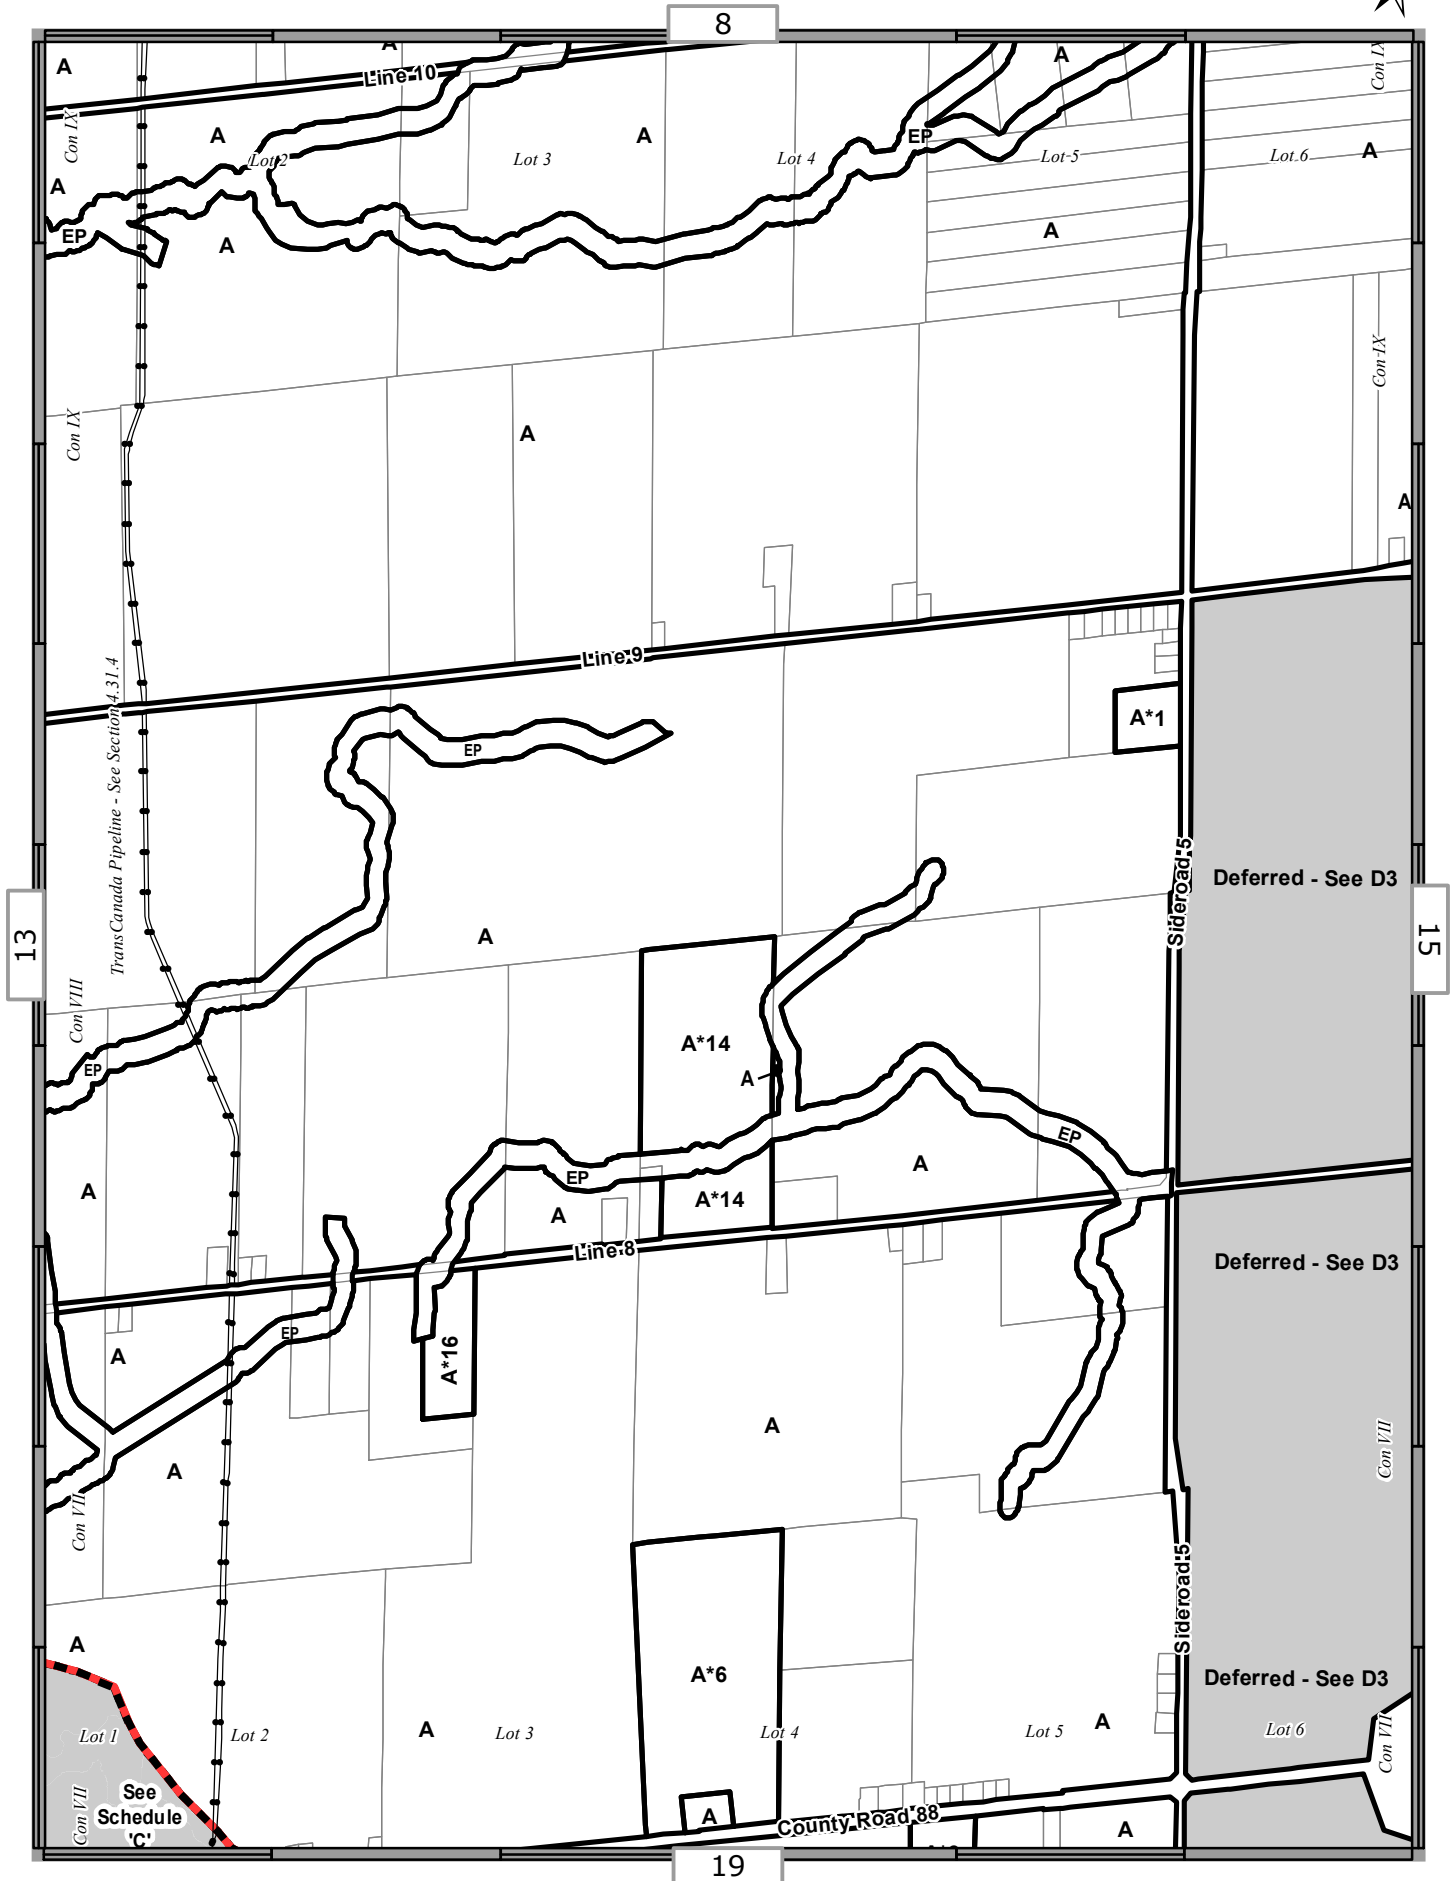 8
A
A
A
Line 10
Con IX
Con IX
A
A
EP
A
Lot 2
Lot 3
Lot 4
Lot 5
Lot 6
A
A
EP
A
A
Con IX
Con IX
A
A
Line 9
TransCanada Pipeline - See Section 4.31.4
A*1
EP
Sideroad 5
Deferred - See D3
13
15
A
Con VIII
A*14
EP
A
EP
EP
A
A
A*14
A
Line 8
Deferred - See D3
EP
A
A*16
A
Con VII
A
Con VII
Sideroad 5
A
A*6
Deferred - See D3
Lot 1
Lot 2
A
Lot 3
Lot 4
Lot 5
A
Lot 6
Con VII
Con VII
See
Schedule
'C'
A
County Road 88
A
19